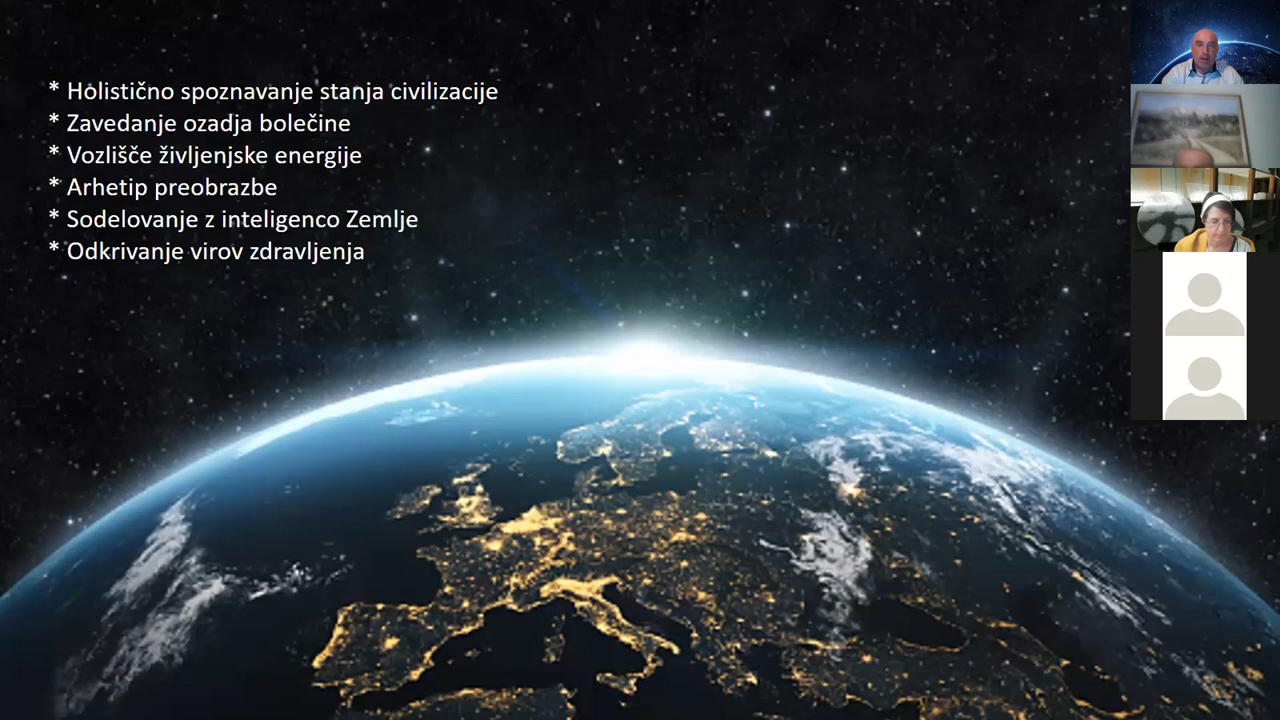 * Holistično spoznavanje stanja civilizacije
* Zavedanje ozadja bolečine
* Vozlišče življenjske energije
* Arhetip preobrazbe
* Sodelovanje z inteligenco Zemlje
* Odkrivanje virov zdravljenja